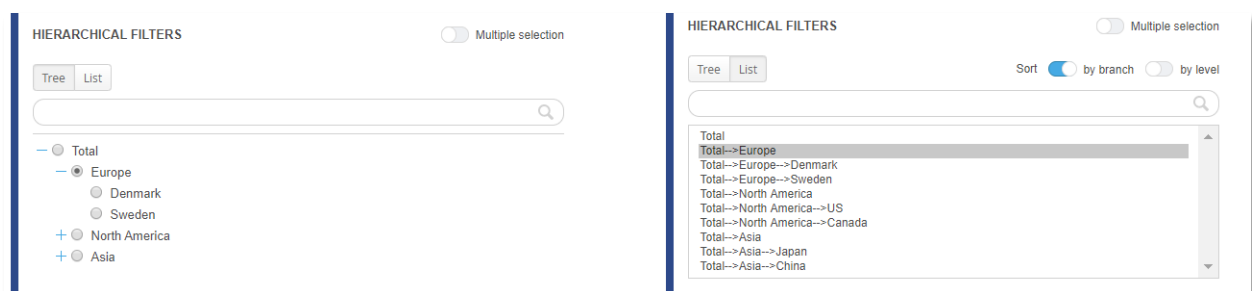 HIERARCHICAL FILTERS
Multiple selection
Tree
List
Total
Europe
Denmark
Sweden
North America
Asia
HIERARCHICAL FILTERS
Multiple selection
Tree
List
Sort
by branch
by level
Total
Total-->Europe
Total-->Europe-->Denmark
Total-->Europe-->Sweden
Total-->North America
Total-->North America-->US
Total-->North America-->Canada
Total-->Asia
Total-->Asia-->Japan
Total-->Asia-->China